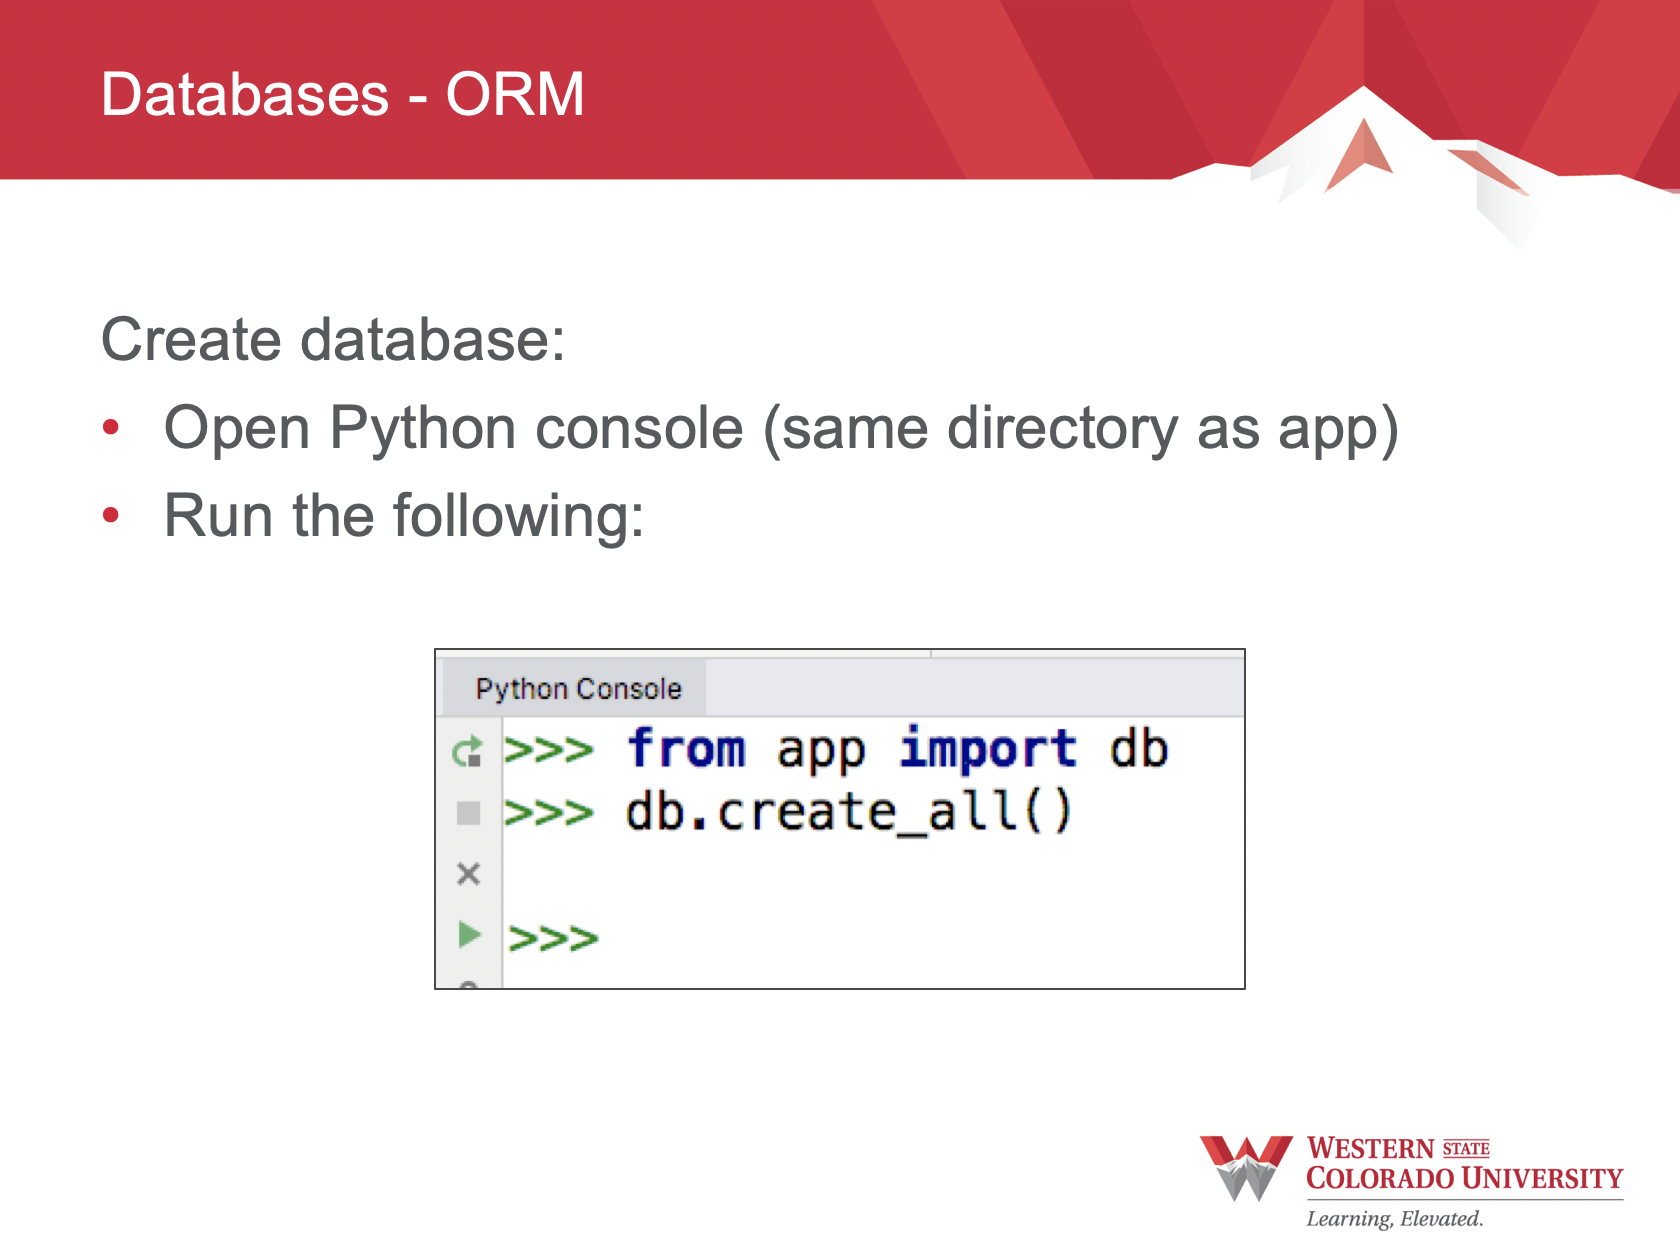 Databases - ORM
Create database:
• Open Python console (same directory as app)
• Run the following:
Python Console
>>> from app import db
>>> db.create_all()
>>>
WESTERN STATE
COLORADO UNIVERSITY
Learning, Elevated.